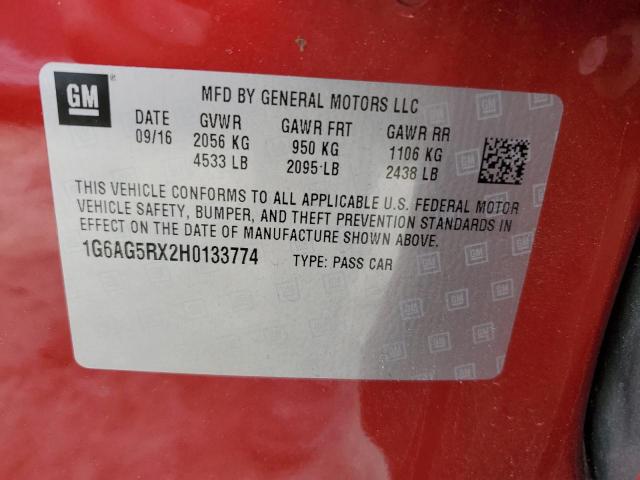 GM
MFD BY GENERAL MOTORS LLC
DATE GVWR GAWR FRT GAWR RR
09/16 2056 KG 950 KG 1106 KG
4533 LB 2095 LB 2438 LB
THIS VEHICLE CONFORMS TO ALL APPLICABLE U.S. FEDERAL MOTOR
VEHICLE SAFETY, BUMPER, AND THEFT PREVENTION STANDARDS IN
EFFECT ON THE DATE OF MANUFACTURE SHOWN ABOVE.
1G6AG5RX2H0133774 TYPE: PASS CAR